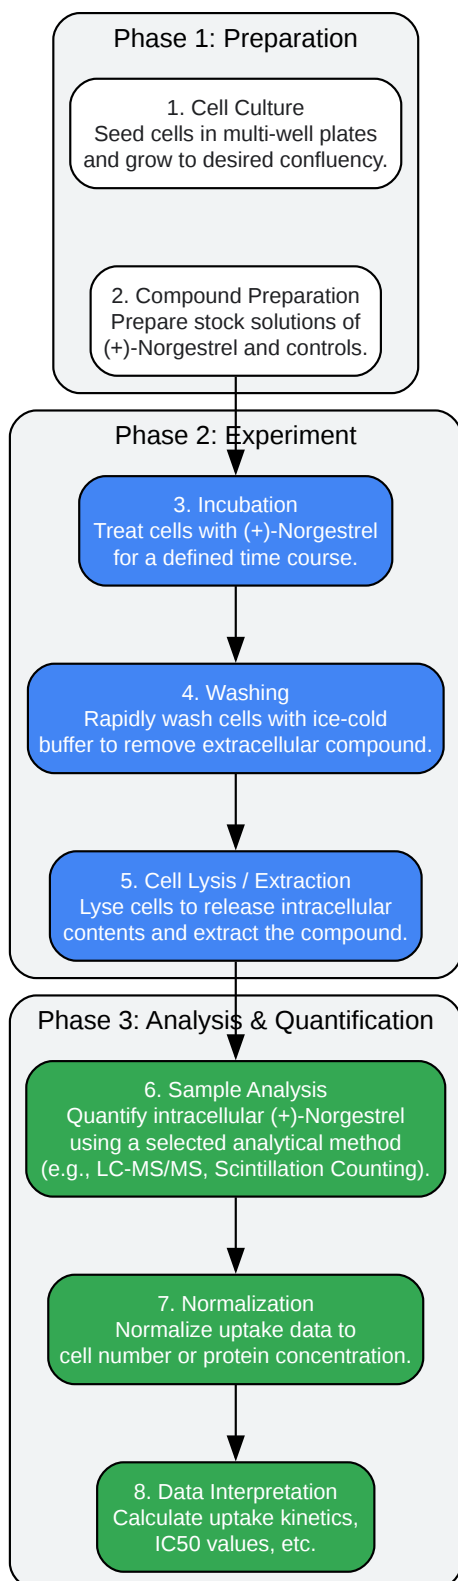 Phase 1: Preparation
1. Cell Culture
Seed cells in multi-well plates
and grow to desired confluency.
2. Compound Preparation
Prepare stock solutions of
(+)-Norgestrel and controls.
Phase 2: Experiment
3. Incubation
Treat cells with (+)-Norgestrel
for a defined time course.
4. Washing
Rapidly wash cells with ice-cold
buffer to remove extracellular compound.
5. Cell Lysis / Extraction
Lyse cells to release intracellular
contents and extract the compound.
Phase 3: Analysis & Quantification
6. Sample Analysis
Quantify intracellular (+)-Norgestrel
using a selected analytical method
(e.g., LC-MS/MS, Scintillation Counting).
7. Normalization
Normalize uptake data to
cell number or protein concentration.
8. Data Interpretation
Calculate uptake kinetics,
IC50 values, etc.